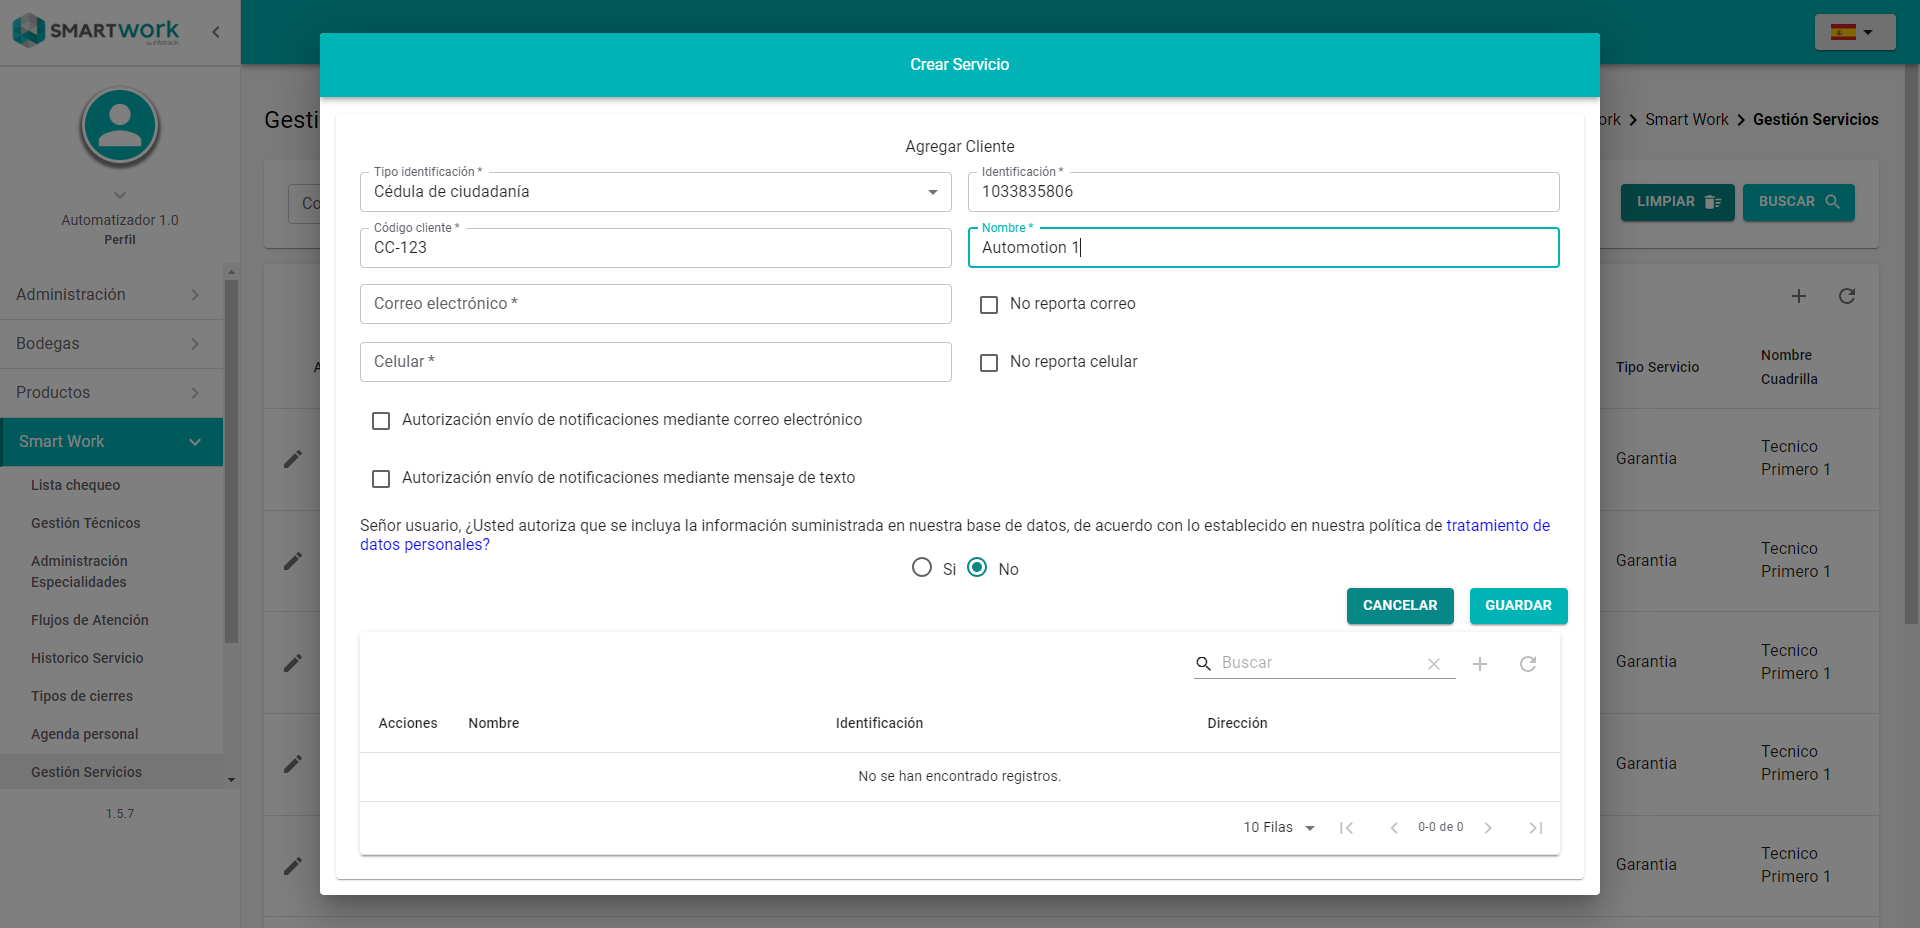 SMARTWORK
by infotrack
Crear Servicio
Gesti
ork > Smart Work > Gestión Servicios
Automatizador 1.0
Perfil
Co
LIMPIAR
BUSCAR
Administración
Bodegas
Productos
Smart Work
Lista chequeo
Gestión Técnicos
Administración
Especialidades
Flujos de Atención
Historico Servicio
Tipos de cierres
Agenda personal
Gestión Servicios
1.5.7
Agregar Cliente
Tipo identificación *
Cédula de ciudadanía
Identificación *
1033835806
Código cliente *
CC-123
Nombre *
Automotion 1
Correo electrónico *
No reporta correo
Celular *
No reporta celular
Autorización envío de notificaciones mediante correo electrónico
Autorización envío de notificaciones mediante mensaje de texto
Señor usuario, ¿Usted autoriza que se incluya la información suministrada en nuestra base de datos, de acuerdo con lo establecido en nuestra política de tratamiento de
datos personales?
Si
No
CANCELAR
GUARDAR
Buscar
Acciones Nombre Identificación Dirección
No se han encontrado registros.
10 Filas
0-0 de 0
A
Tipo Servicio
Nombre
Cuadrilla
Garantia
Tecnico
Primero 1
Garantia
Tecnico
Primero 1
Garantia
Tecnico
Primero 1
Garantia
Tecnico
Primero 1
Garantia
Tecnico
Primero 1